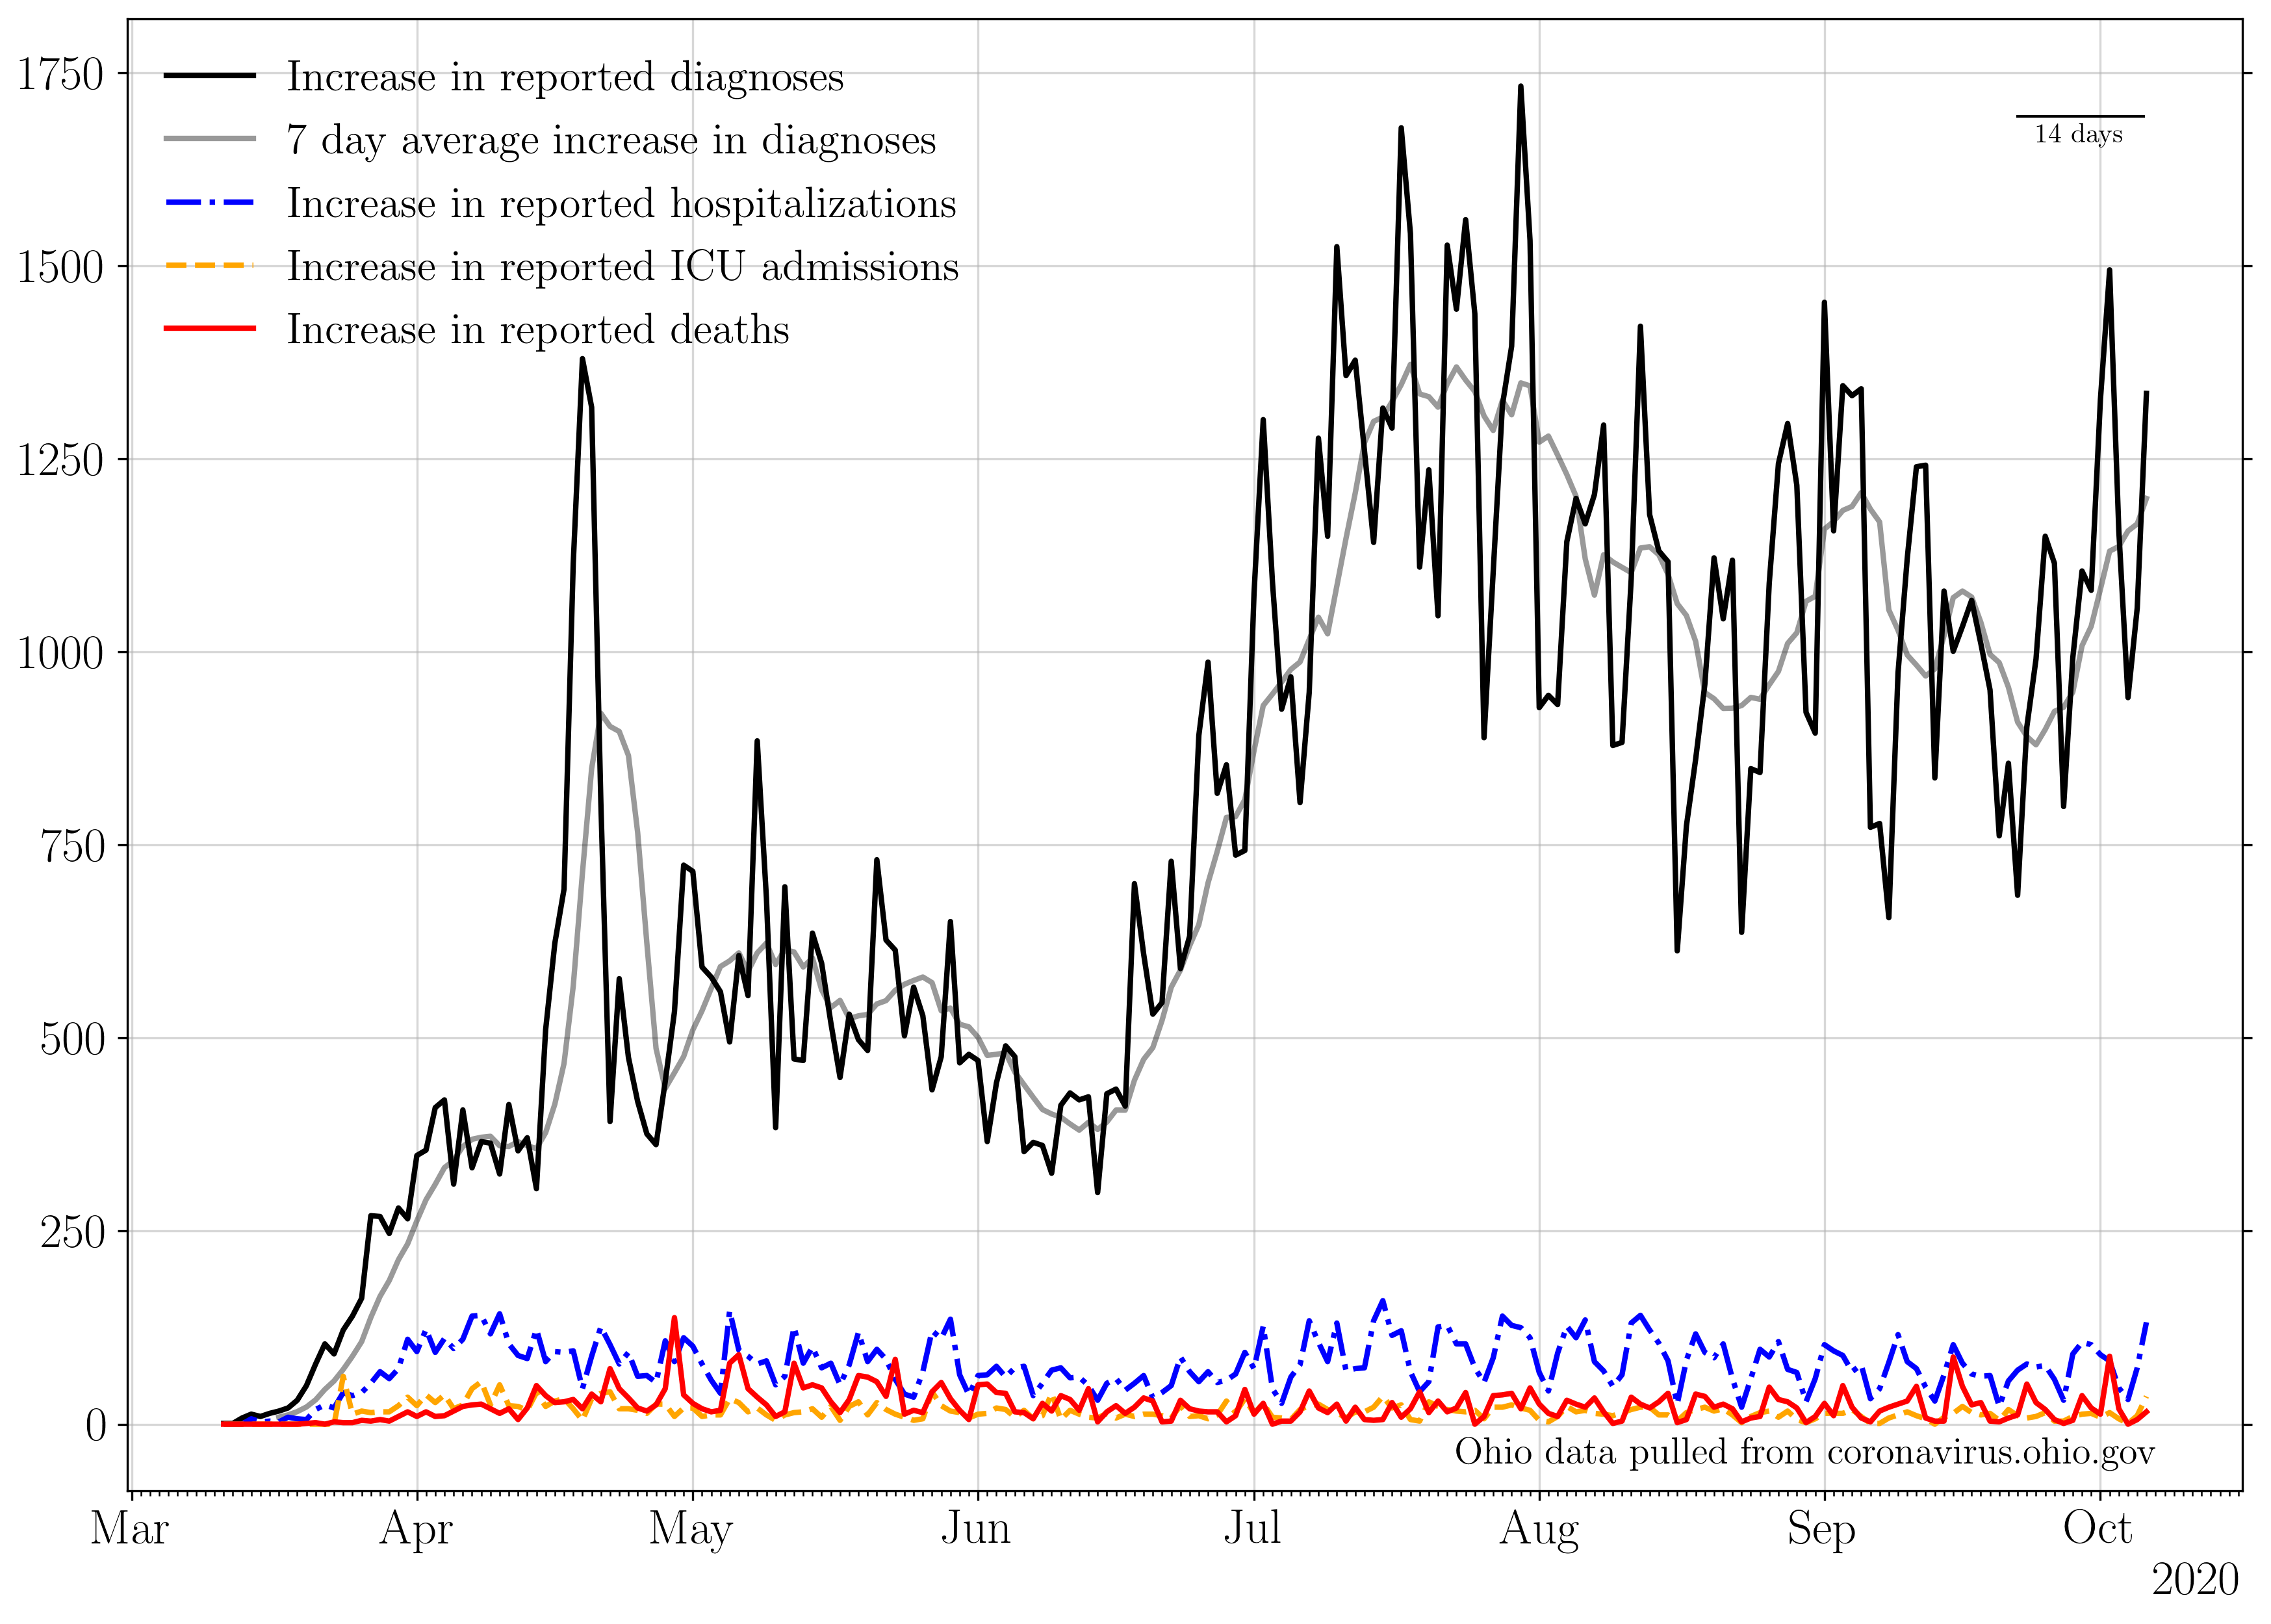 1750
1500
1250
1000
750
500
250
0
Increase in reported diagnoses
7 day average increase in diagnoses
Increase in reported hospitalizations
Increase in reported ICU admissions
Increase in reported deaths
14 days
Ohio data pulled from coronavirus.ohio.gov
Mar Apr May Jun Jul Aug Sep Oct
2020